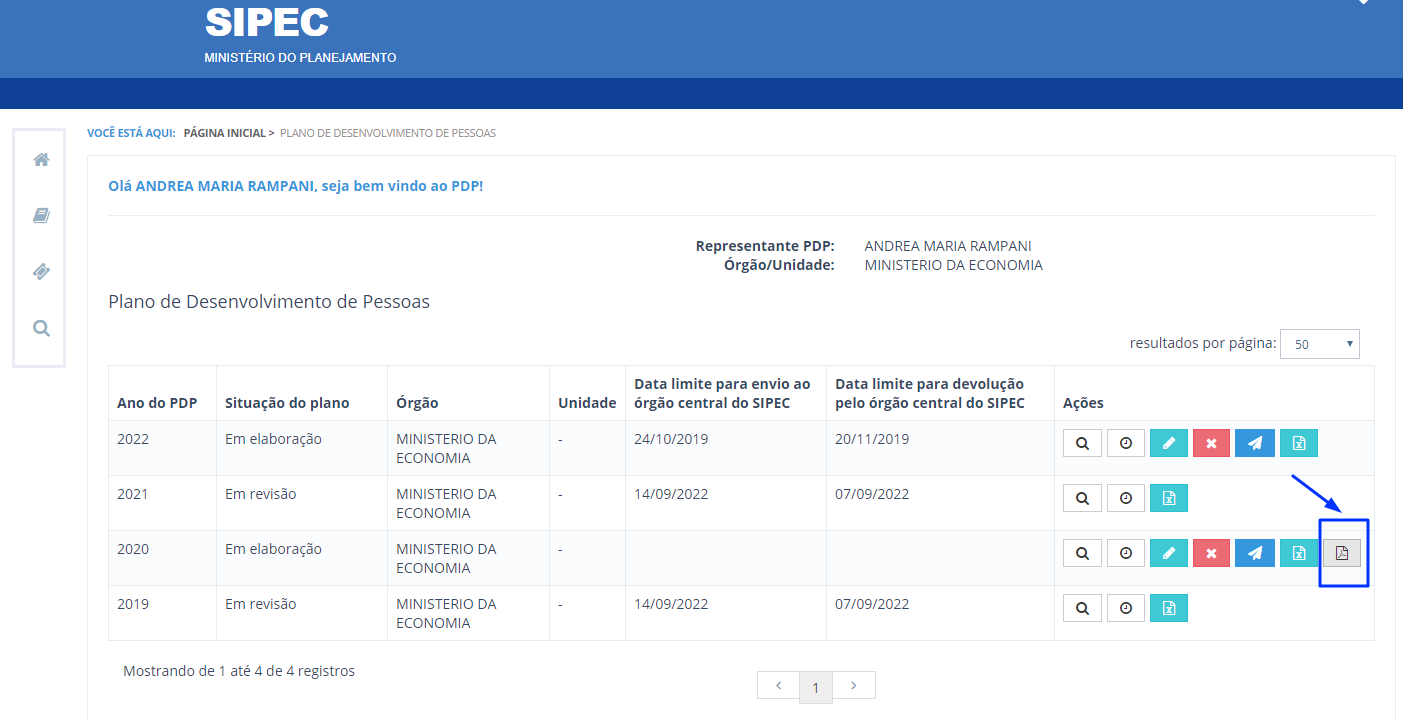 SIPEC
MINISTÉRIO DO PLANEJAMENTO
VOCÊ ESTÁ AQUI: PÁGINA INICIAL > PLANO DE DESENVOLVIMENTO DE PESSOAS
Olá ANDREA MARIA RAMPANI, seja bem vindo ao PDP!
Representante PDP: ANDREA MARIA RAMPANI
Órgão/Unidade: MINISTERIO DA ECONOMIA
Plano de Desenvolvimento de Pessoas
resultados por página: 50
Ano do PDP Situação do plano Órgão Unidade Data limite para envio ao órgão central do SIPEC Data limite para devolução pelo órgão central do SIPEC Ações
2022 Em elaboração MINISTERIO DA ECONOMIA - 24/10/2019 20/11/2019
2021 Em revisão MINISTERIO DA ECONOMIA - 14/09/2022 07/09/2022
2020 Em elaboração MINISTERIO DA ECONOMIA -
2019 Em revisão MINISTERIO DA ECONOMIA - 14/09/2022 07/09/2022
Mostrando de 1 até 4 de 4 registros
1